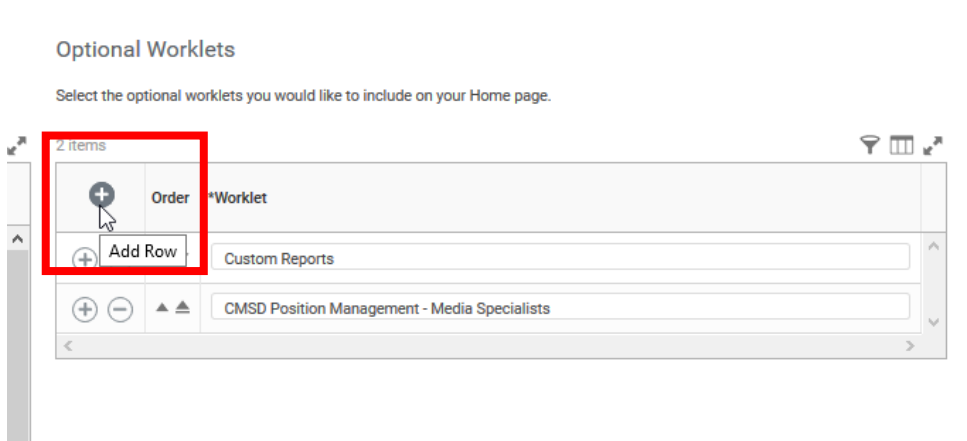 Optional Worklets
Select the optional worklets you would like to include on your Home page.
2 items
Order
*Worklet
Add Row
Custom Reports
CMSD Position Management - Media Specialists